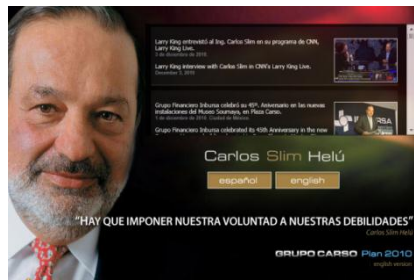 Larry King entrevistó al Ing. Carlos Slim en su programa de CNN,
Larry King Live.
3 de diciembre de 2010.
Larry King interview with Carlos Slim in CNN's Larry King Live.
December 3, 2010
Grupo Financiero Inbursa celebró su 45º. Aniversario en las nuevas
instalaciones del Museo Soumaya, en Plaza Carso.
1 de diciembre de 2010. Ciudad de México.
Grupo Financiero Inbursa celebrated its 45th Anniversary in the new
Carlos Slim Helú
español english
"HAY QUE IMPONER NUESTRA VOLUNTAD A NUESTRAS DEBILIDADES"
Carlos Slim Helú
GRUPO CARSO Plan 2010
english version